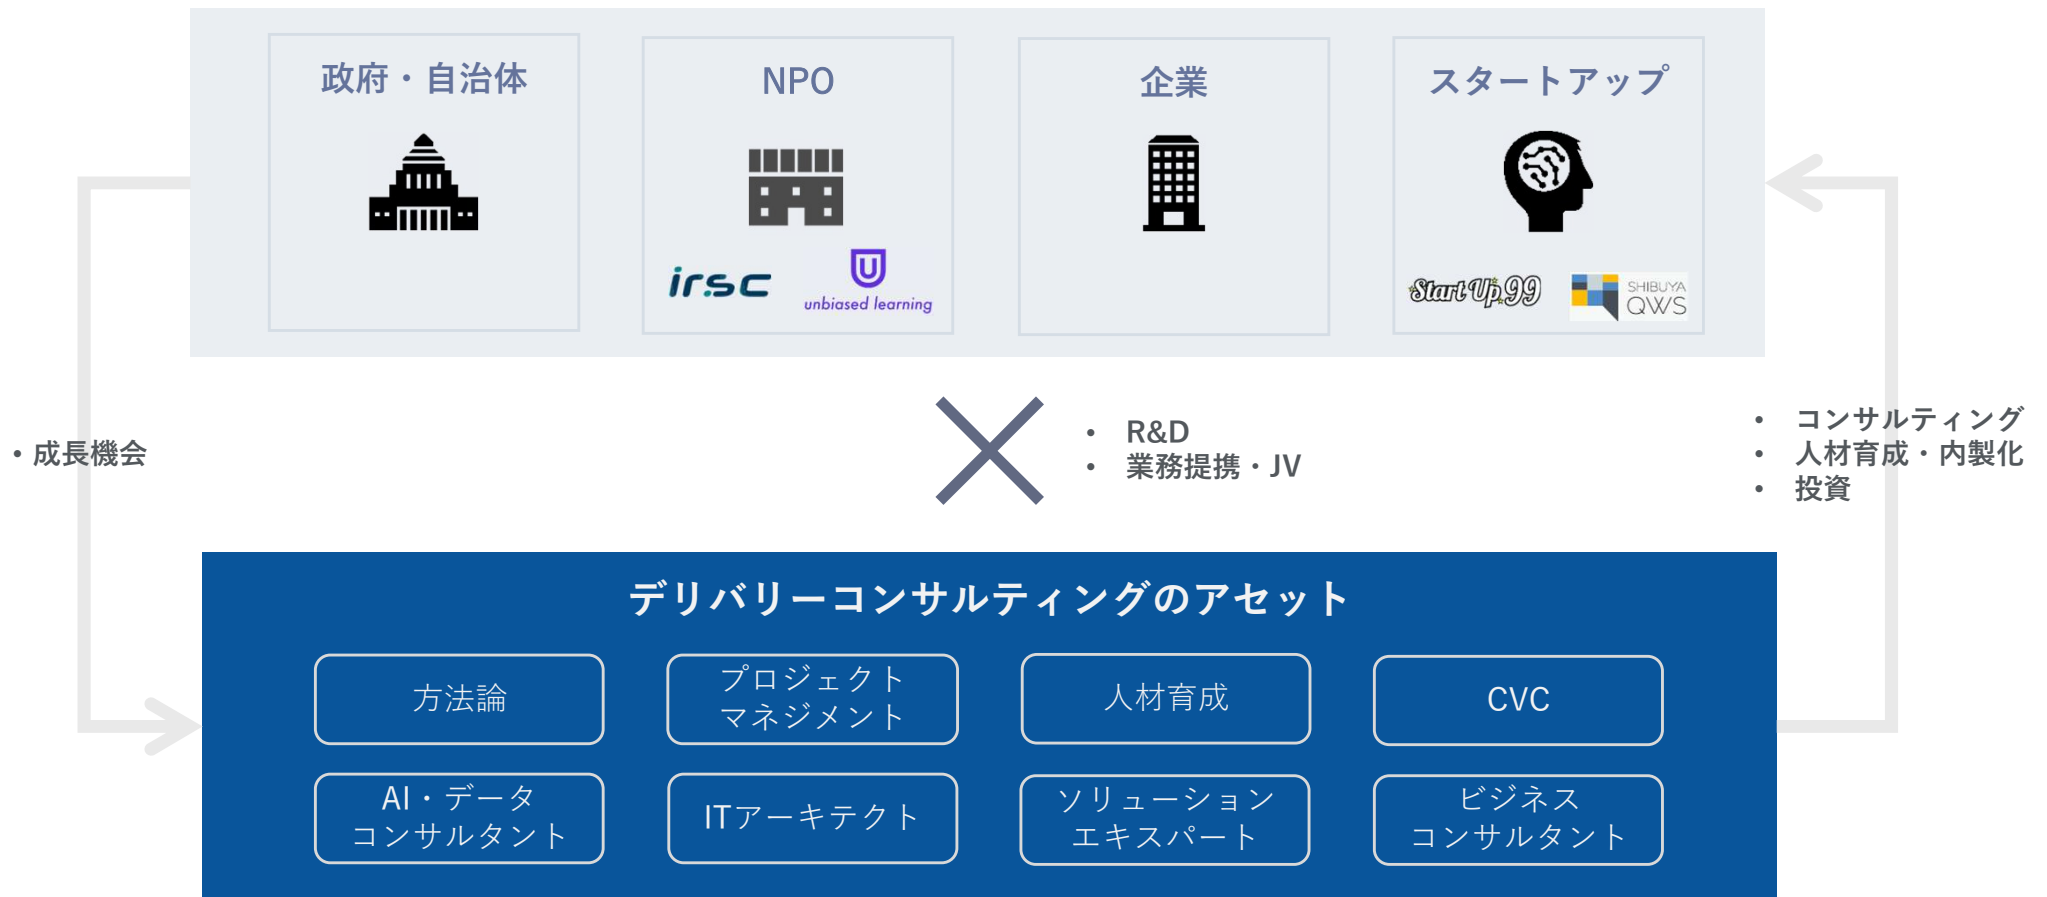 政府・自治体
NPO
企業
スタートアップ
irsc
U
unbiased learning
Start Up 99
SHIBUYA
QWS
・成長機会
• R&D
• 業務提携・JV
• コンサルティング
• 人材育成・内製化
• 投資
デリバリーコンサルティングのアセット
方法論
プロジェクト
マネジメント
人材育成
CVC
AI・データ
コンサルタント
ITアーキテクト
ソリューション
エキスパート
ビジネス
コンサルタント